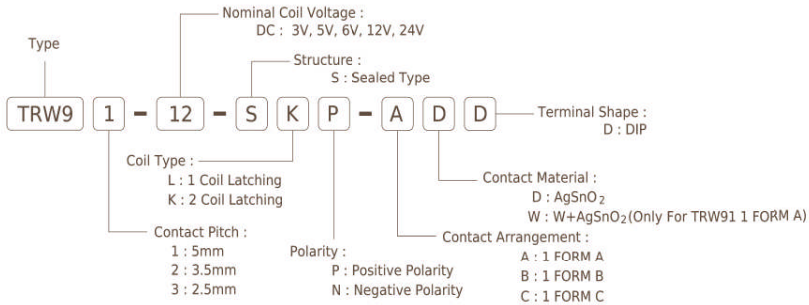 Nominal Coil Voltage :
DC : 3V, 5V, 6V, 12V, 24V
Type
Structure :
S : Sealed Type
TRW9 1 - 12 - S K P - A D D
Terminal Shape :
D : DIP
Coil Type :
L : 1 Coil Latching
K : 2 Coil Latching
Contact Material :
D : AgSnO₂
W : W+AgSnO₂(Only For TRW91 1 FORM A)
Contact Pitch :
1 : 5mm
2 : 3.5mm
3 : 2.5mm
Polarity :
P : Positive Polarity
N : Negative Polarity
Contact Arrangement :
A : 1 FORM A
B : 1 FORM B
C : 1 FORM C